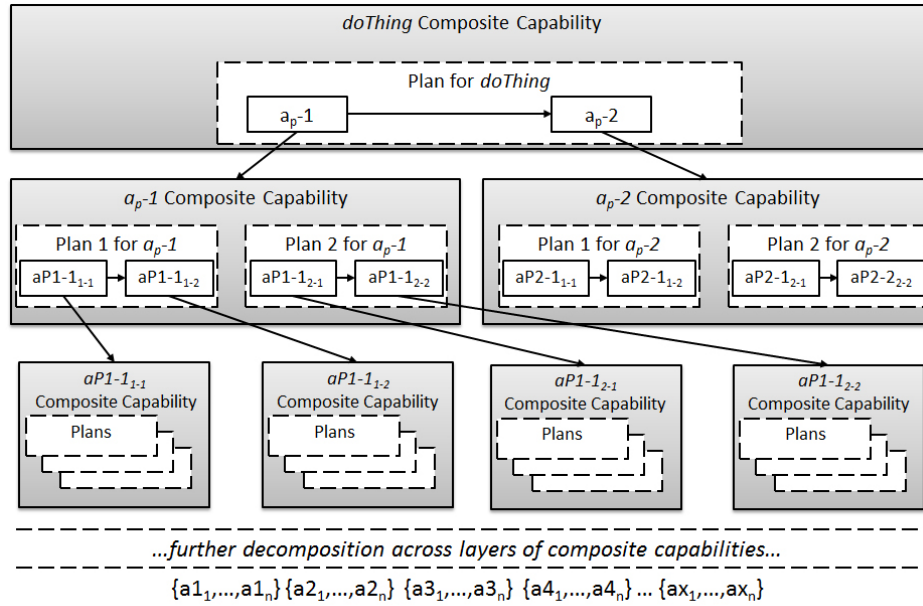 doThing Composite Capability
Plan for doThing
aₚ-1 aₚ-2
aₚ-1 Composite Capability
aₚ-2 Composite Capability
Plan 1 for aₚ-1
Plan 2 for aₚ-1
Plan 1 for aₚ-2
Plan 2 for aₚ-2
aP1-1₁₋₁ aP1-1₁₋₂ aP1-1₂₋₁ aP1-1₂₋₂ aP2-1₁₋₁ aP2-1₁₋₂ aP2-1₂₋₁ aP2-2₂₋₂
aP1-1₁₋₁
Composite Capability
Plans
aP1-1₁₋₂
Composite Capability
Plans
aP1-1₂₋₁
Composite Capability
Plans
aP1-1₂₋₂
Composite Capability
Plans
...further decomposition across layers of composite capabilities...
{a1₁,...,a1ₙ} {a2₁,...,a2ₙ} {a3₁,...,a3ₙ} {a4₁,...,a4ₙ} ... {ax₁,...,axₙ}